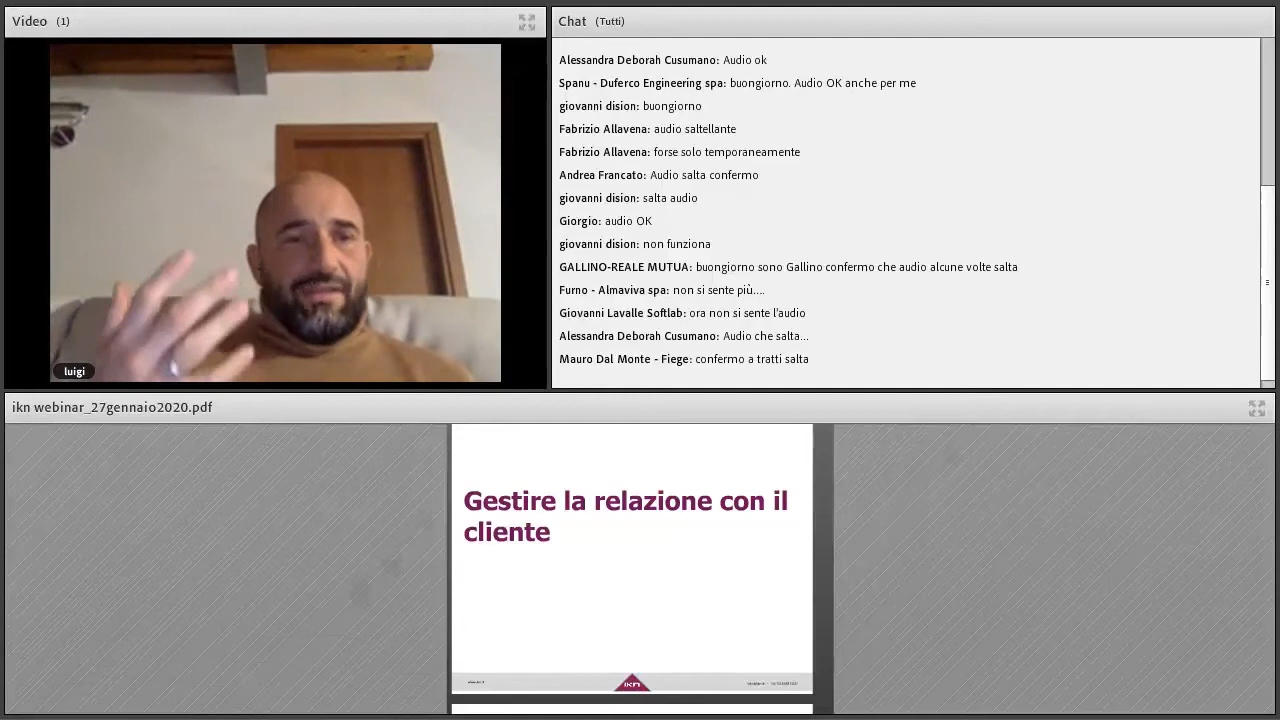 Video (1)
luigi
Chat (Tutti)
Alessandra Deborah Cusumano: Audio ok
Spanu - Duferco Engineering spa: buongiorno. Audio OK anche per me
giovanni dision: buongiorno
Fabrizio Allavena: audio saltellante
Fabrizio Allavena: forse solo temporaneamente
Andrea Francato: Audio salta confermo
giovanni dision: salta audio
Giorgio: audio OK
giovanni dision: non funziona
GALLINO-REALE MUTUA: buongiorno sono Gallino confermo che audio alcune volte salta
Furno - Almaviva spa: non si sente più....
Giovanni Lavalle Softlab: ora non si sente l'audio
Alessandra Deborah Cusumano: Audio che salta...
Mauro Dal Monte - Fiege: confermo a tratti salta
ikn webinar_27gennaio2020.pdf
Gestire la relazione con il
cliente
ikn